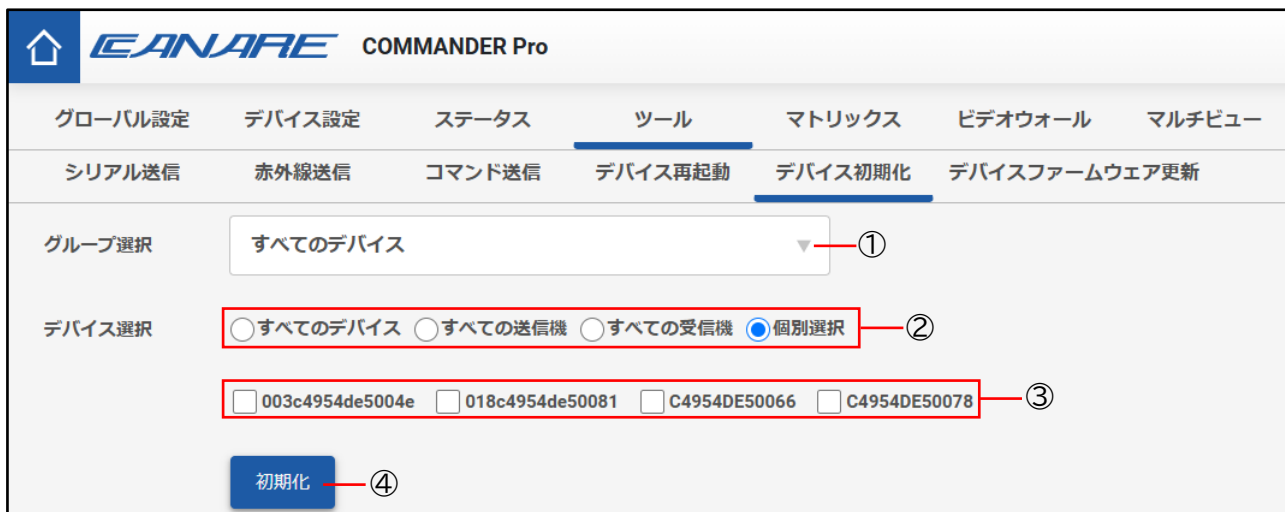 CANARE COMMANDER Pro
グローバル設定 デバイス設定 ステータス ツール マトリックス ビデオウォール マルチビュー
シリアル送信 赤外線送信 コマンド送信 デバイス再起動 デバイス初期化 デバイスファームウェア更新
グループ選択 すべてのデバイス ①
デバイス選択 すべてのデバイス すべての送信機 すべての受信機 個別選択 ②
003c4954de5004e 018c4954de50081 C4954DE50066 C4954DE50078 ③
初期化 ④